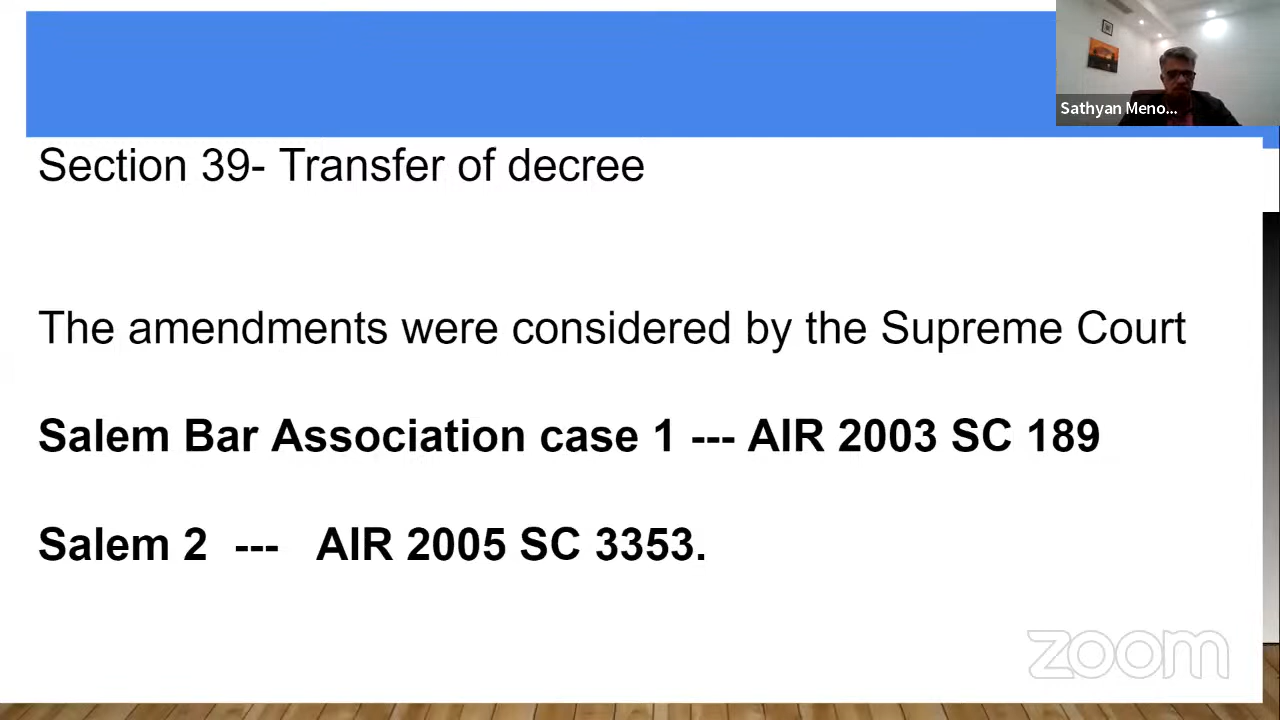 Sathyan Meno...
Section 39- Transfer of decree
The amendments were considered by the Supreme Court
Salem Bar Association case 1 --- AIR 2003 SC 189
Salem 2 --- AIR 2005 SC 3353.
zoom